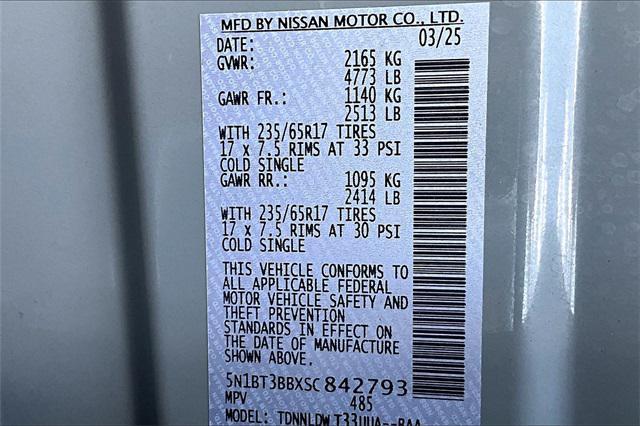 MFD BY NISSAN MOTOR CO., LTD.
DATE: 03/25
GVWR: 2165 KG
4773 LB
GAWR FR.: 1140 KG
2513 LB
WITH 235/65R17 TIRES
17 x 7.5 RIMS AT 33 PSI
COLD SINGLE
GAWR RR.: 1095 KG
2414 LB
WITH 235/65R17 TIRES
17 x 7.5 RIMS AT 30 PSI
COLD SINGLE
THIS VEHICLE CONFORMS TO
ALL APPLICABLE FEDERAL
MOTOR VEHICLE SAFETY AND
THEFT PREVENTION
STANDARDS IN EFFECT ON
THE DATE OF MANUFACTURE
SHOWN ABOVE.
5N1BT3BBXSC842793
MPV 485
MODEL: